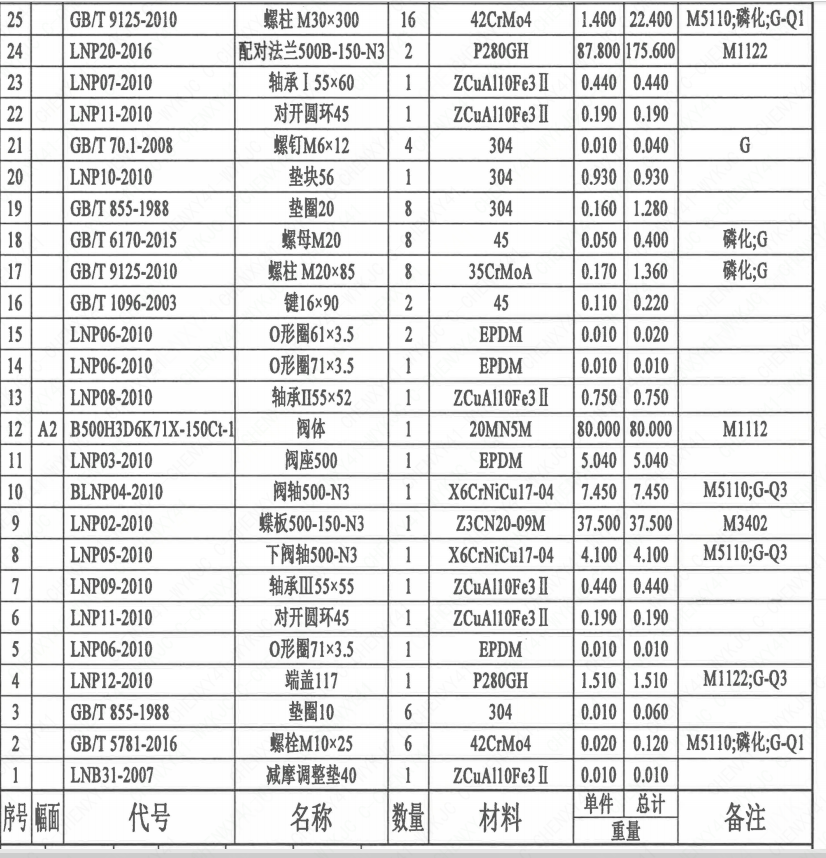 25 GB/T 9125-2010 螺柱 M30×300 16 42CrMo4 1.400 22.400 M5110;磷化;G-Q1
24 LNP20-2016 配对法兰500B-150-N3 2 P280GH 87.800 175.600 M1122
23 LNP07-2010 轴承Ⅰ55×60 1 ZCuAl10Fe3Ⅱ 0.440 0.440
22 LNP11-2010 对开圆环45 1 ZCuAl10Fe3Ⅱ 0.190 0.190
21 GB/T 70.1-2008 螺钉M6×12 4 304 0.010 0.040 G
20 LNP10-2010 垫块56 1 304 0.930 0.930
19 GB/T 855-1988 垫圈20 8 304 0.160 1.280
18 GB/T 6170-2015 螺母M20 8 45 0.050 0.400 磷化;G
17 GB/T 9125-2010 螺柱 M20×85 8 35CrMoA 0.170 1.360 磷化;G
16 GB/T 1096-2003 键16×90 2 45 0.110 0.220
15 LNP06-2010 O形圈61×3.5 2 EPDM 0.010 0.020
14 LNP06-2010 O形圈71×3.5 1 EPDM 0.010 0.010
13 LNP08-2010 轴承Ⅱ55×52 1 ZCuAl10Fe3Ⅱ 0.750 0.750
12 A2 B500H3D6K71X-150Ct-1 阀体 1 20MN5M 80.000 80.000 M1112
11 LNP03-2010 阀座500 1 EPDM 5.040 5.040
10 BLNP04-2010 阀轴500-N3 1 X6CrNiCu17-04 7.450 7.450 M5110;G-Q3
9 LNP02-2010 蝶板500-150-N3 1 Z3CN20-09M 37.500 37.500 M3402
8 LNP05-2010 下阀轴500-N3 1 X6CrNiCu17-04 4.100 4.100 M5110;G-Q3
7 LNP09-2010 轴承Ⅲ55×55 1 ZCuAl10Fe3Ⅱ 0.440 0.440
6 LNP11-2010 对开圆环45 1 ZCuAl10Fe3Ⅱ 0.190 0.190
5 LNP06-2010 O形圈71×3.5 1 EPDM 0.010 0.010
4 LNP12-2010 端盖117 1 P280GH 1.510 1.510 M1122;G-Q3
3 GB/T 855-1988 垫圈10 6 304 0.010 0.060
2 GB/T 5781-2016 螺栓M10×25 6 42CrMo4 0.020 0.120 M5110;磷化;G-Q1
1 LNB31-2007 减摩调整垫40 1 ZCuAl10Fe3Ⅱ 0.010 0.010
序号 幅面 代号 名称 数量 材料 单件 总计 备注
重量